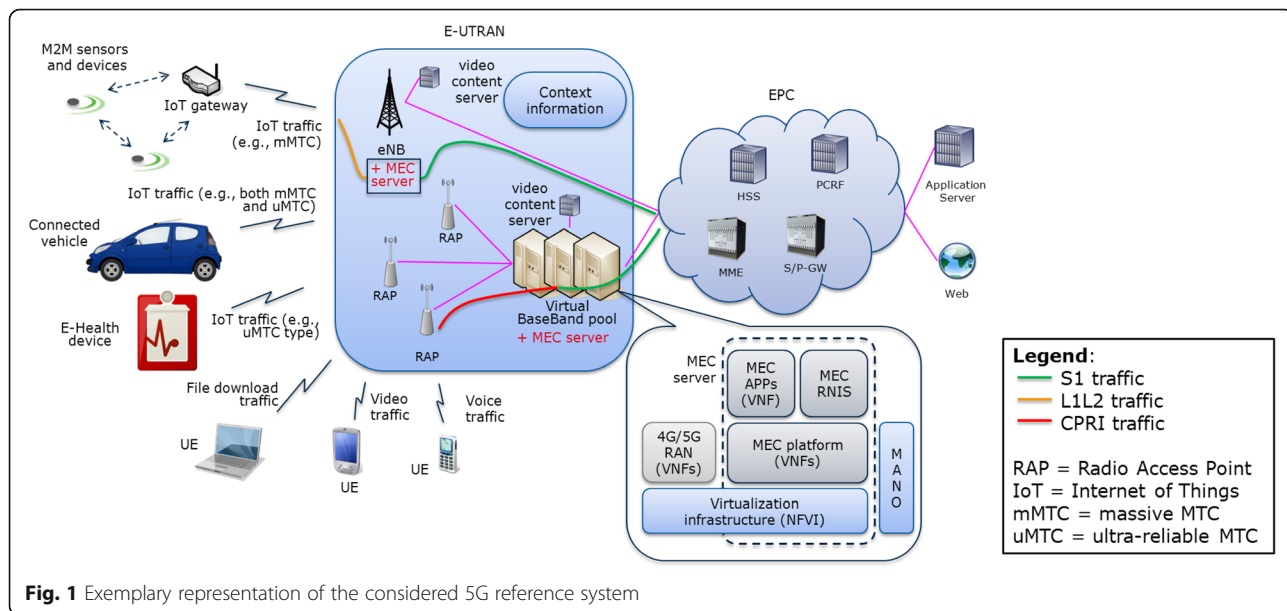 E-UTRAN
M2M sensors
and devices
IoT gateway
IoT traffic
(e.g., mMTC)
IoT traffic (e.g., both mMTC
and uMTC)
Connected
vehicle
E-Health
device
IoT traffic (e.g.,
uMTC type)
File download
traffic
UE
Video
traffic
UE
Voice
traffic
UE
video
content
server
Context
information
eNB
+ MEC
server
RAP
RAP
RAP
video
content
server
Virtual
BaseBand pool
+ MEC server
EPC
HSS
PCRF
MME
S/P-GW
Application
Server
Web
MEC
server
MEC
APPs
(VNF)
MEC
RNIS
4G/5G
RAN
(VNFs)
MEC platform
(VNFs)
Virtualization
infrastructure (NFVI)
M
A
N
O
Legend:
S1 traffic
L1L2 traffic
CPRI traffic
RAP = Radio Access Point
IoT = Internet of Things
mMTC = massive MTC
uMTC = ultra-reliable MTC
Fig. 1 Exemplary representation of the considered 5G reference system